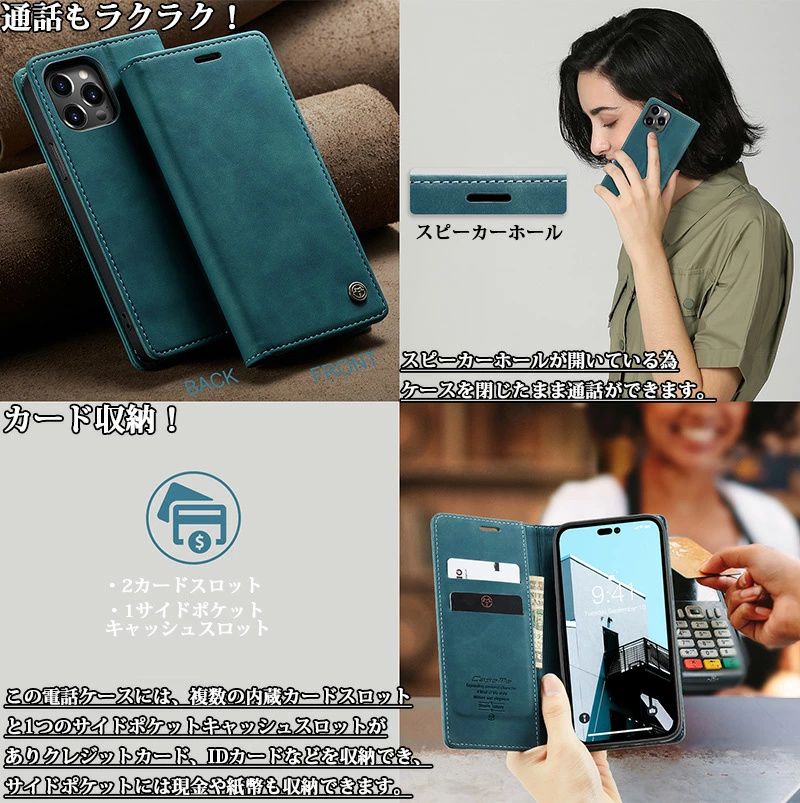 通話もラクラク！
BACK
FRONT
スピーカーホール
スピーカーホールが開いている為
ケースを閉じたまま通話ができます。
カード収納！
$
・2カードスロット
・1サイドポケット
キャッシュスロット
9:41
CaseMe
この電話ケースには、複数の内蔵カードスロット
と1つのサイドポケットキャッシュスロットが
ありクレジットカード、IDカードなどを収納でき、
サイドポケットには現金や紙幣も収納できます。